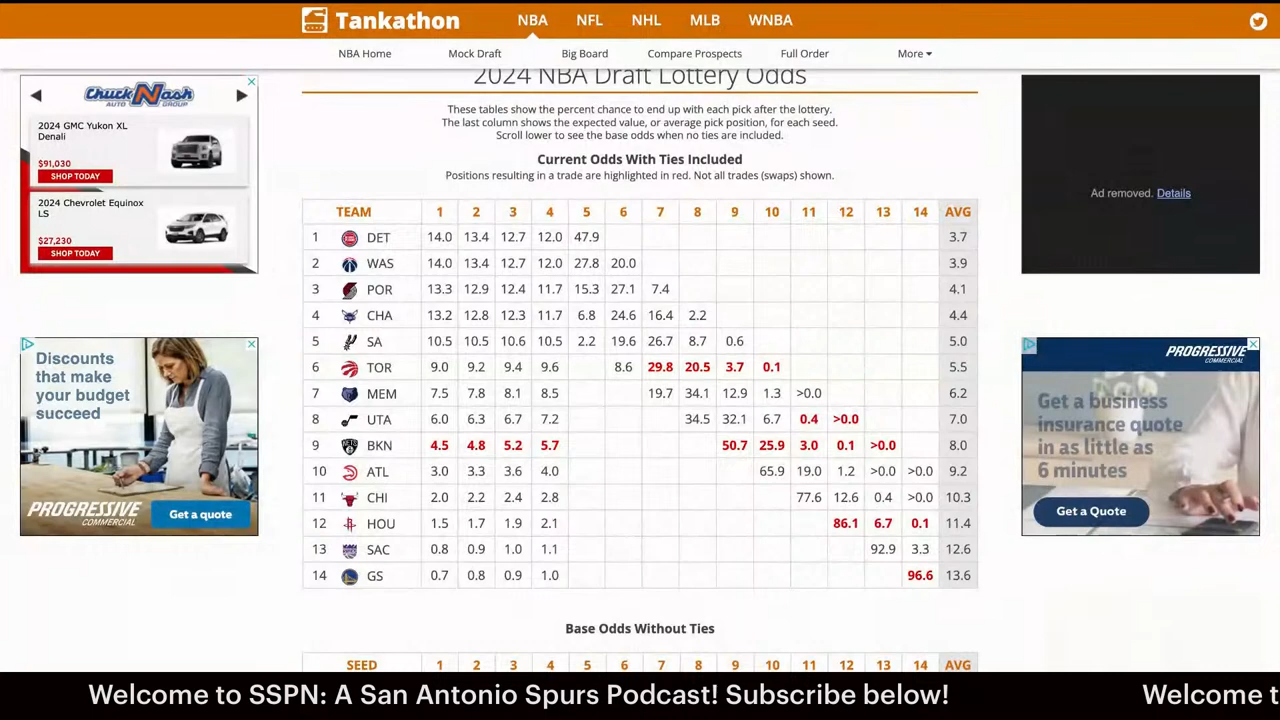 Tankathon
NBA NFL NHL MLB WNBA
NBA Home Mock Draft Big Board Compare Prospects Full Order More
2024 NBA Draft Lottery Odds
These tables show the percent chance to end up with each pick after the lottery.
The last column shows the expected value, or average pick position, for each seed.
Scroll lower to see the base odds when no ties are included.
Current Odds With Ties Included
Positions resulting in a trade are highlighted in red. Not all trades (swaps) shown.
TEAM 1 2 3 4 5 6 7 8 9 10 11 12 13 14 AVG
1 DET 14.0 13.4 12.7 12.0 47.9 3.7
2 WAS 14.0 13.4 12.7 12.0 27.8 20.0 3.9
3 POR 13.3 12.9 12.4 11.7 15.3 27.1 7.4 4.1
4 CHA 13.2 12.8 12.3 11.7 6.8 24.6 16.4 2.2 4.4
5 SA 10.5 10.5 10.6 10.5 2.2 19.6 26.7 8.7 0.6 5.0
6 TOR 9.0 9.2 9.4 9.6 8.6 29.8 20.5 3.7 0.1 5.5
7 MEM 7.5 7.8 8.1 8.5 19.7 34.1 12.9 1.3 >0.0 6.2
8 UTA 6.0 6.3 6.7 7.2 34.5 32.1 6.7 0.4 >0.0 7.0
9 BKN 4.5 4.8 5.2 5.7 50.7 25.9 3.0 0.1 >0.0 8.0
10 ATL 3.0 3.3 3.6 4.0 65.9 19.0 1.2 >0.0 >0.0 9.2
11 CHI 2.0 2.2 2.4 2.8 77.6 12.6 0.4 >0.0 10.3
12 HOU 1.5 1.7 1.9 2.1 86.1 6.7 0.1 11.4
13 SAC 0.8 0.9 1.0 1.1 92.9 3.3 12.6
14 GS 0.7 0.8 0.9 1.0 96.6 13.6
Base Odds Without Ties
SEED 1 2 3 4 5 6 7 8 9 10 11 12 13 14 AVG
Chuck Nash
AUTO GROUP
2024 GMC Yukon XL
Denali
$91,030
SHOP TODAY
2024 Chevrolet Equinox
LS
$27,230
SHOP TODAY
Discounts
that make
your budget
succeed
PROGRESSIVE
COMMERCIAL
Get a quote
Ad removed. Details
PROGRESSIVE
COMMERCIAL
Get a business
insurance quote
in as little as
6 minutes
Get a Quote
Welcome to SSPN: A San Antonio Spurs Podcast! Subscribe below! Welcome t